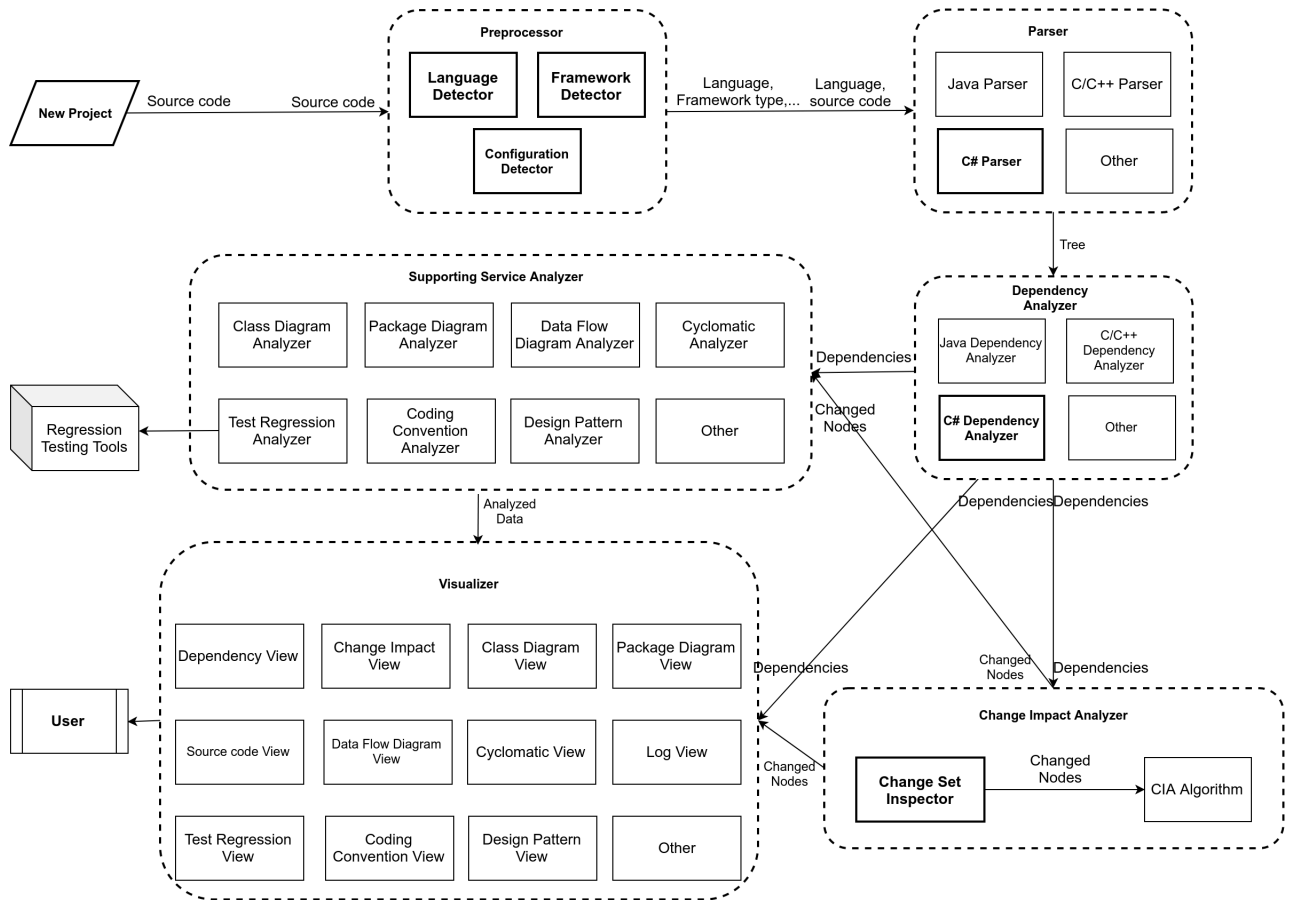 New Project
Source code
Source code
Preprocessor
Language
Detector
Framework
Detector
Configuration
Detector
Language,
Framework type,...
Language,
source code
Parser
Java Parser
C/C++ Parser
C# Parser
Other
Tree
Dependency
Analyzer
Java Dependency
Analyzer
C/C++
Dependency
Analyzer
C# Dependency
Analyzer
Other
Dependencies
Changed
Nodes
Supporting Service Analyzer
Class Diagram
Analyzer
Package Diagram
Analyzer
Data Flow
Diagram Analyzer
Cyclomatic
Analyzer
Test Regression
Analyzer
Coding
Convention
Analyzer
Design Pattern
Analyzer
Other
Regression
Testing Tools
Analyzed
Data
Dependencies
Dependencies
Visualizer
Dependency View
Change Impact
View
Class Diagram
View
Package Diagram
View
Source code View
Data Flow Diagram
View
Cyclomatic View
Log View
Test Regression
View
Coding
Convention View
Design Pattern
View
Other
User
Dependencies
Changed
Nodes
Dependencies
Changed
Nodes
Change Impact Analyzer
Change Set
Inspector
Changed
Nodes
CIA Algorithm